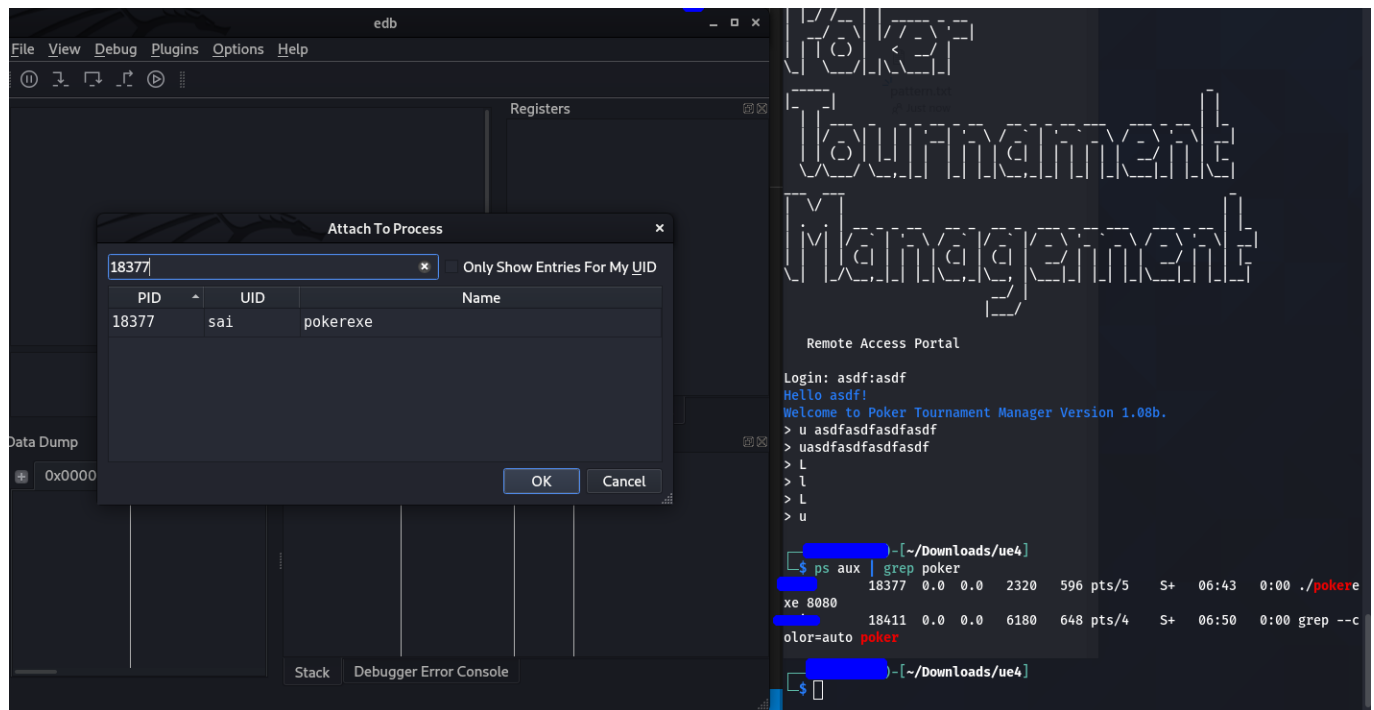 edb
File View Debug Plugins Options Help
Registers
Attach To Process
18377
Only Show Entries For My UID
PID UID Name
18377 sai pokerexe
OK Cancel
Data Dump
0x0000
Stack Debugger Error Console
Poker
Tournament
Management
Remote Access Portal
Login: asdf:asdf
Hello asdf!
Welcome to Poker Tournament Manager Version 1.08b.
> u asdfasdfasdfasdf
> uasdfasdfasdfasdf
> L
> l
> L
> u
)-[~/Downloads/ue4]
$ ps aux | grep poker
18377 0.0 0.0 2320 596 pts/5 S+ 06:43 0:00 ./pokere
xe 8080
18411 0.0 0.0 6180 648 pts/4 S+ 06:50 0:00 grep --c
olor=auto poker
)-[~/Downloads/ue4]
$